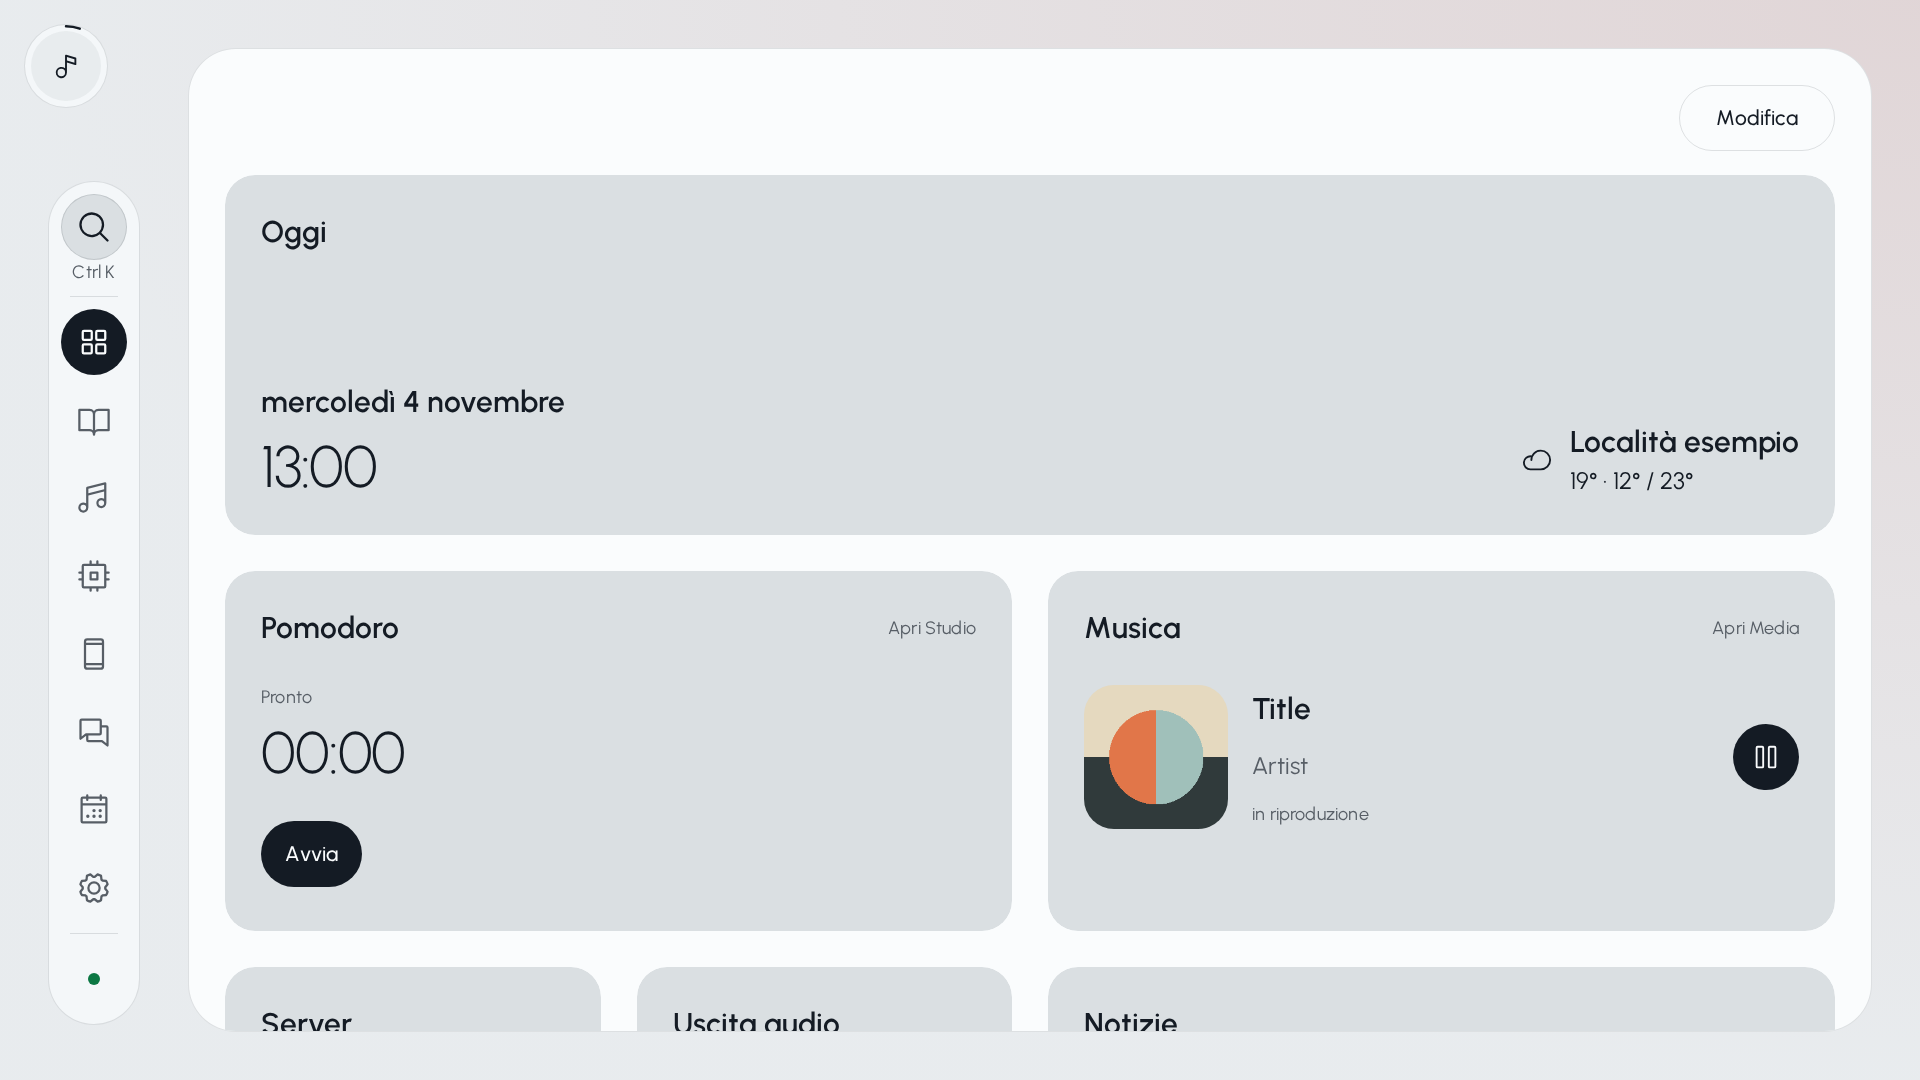 Modifica
Ctrl K
Oggi
mercoledì 4 novembre
13:00
Località esempio
19° · 12° / 23°
Pomodoro
Apri Studio
Pronto
00:00
Avvia
Musica
Apri Media
Title
Artist
in riproduzione
Server
Uscita audio
Notizie